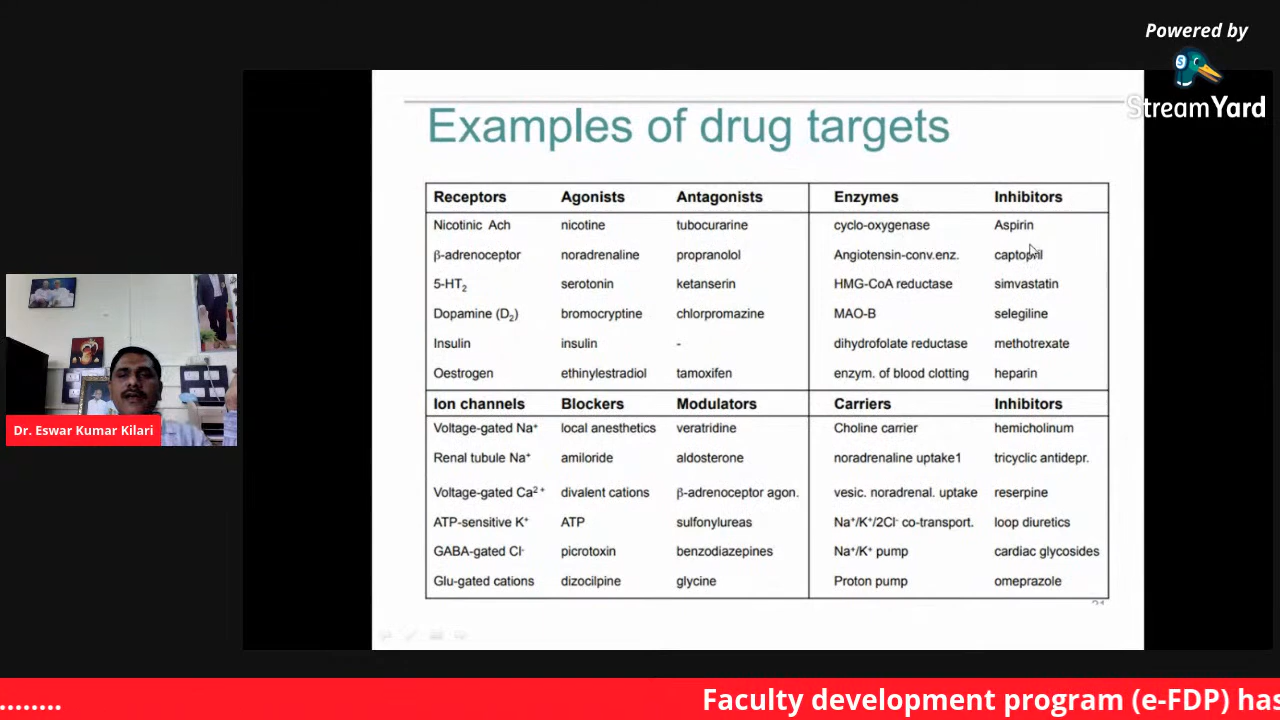 Powered by
StreamYard
Examples of drug targets
Receptors Agonists Antagonists Enzymes Inhibitors
Nicotinic Ach nicotine tubocurarine cyclo-oxygenase Aspirin
β-adrenoceptor noradrenaline propranolol Angiotensin-conv.enz. captopril
5-HT2 serotonin ketanserin HMG-CoA reductase simvastatin
Dopamine (D2) bromocryptine chlorpromazine MAO-B selegiline
Insulin insulin - dihydrofolate reductase methotrexate
Oestrogen ethinylestradiol tamoxifen enzym. of blood clotting heparin
Ion channels Blockers Modulators Carriers Inhibitors
Voltage-gated Na+ local anesthetics veratridine Choline carrier hemicholinum
Renal tubule Na+ amiloride aldosterone noradrenaline uptake1 tricyclic antidepr.
Voltage-gated Ca2+ divalent cations β-adrenoceptor agon. vesic. noradrenal. uptake reserpine
ATP-sensitive K+ ATP sulfonylureas Na+/K+/2Cl- co-transport. loop diuretics
GABA-gated Cl- picrotoxin benzodiazepines Na+/K+ pump cardiac glycosides
Glu-gated cations dizocilpine glycine Proton pump omeprazole
Dr. Eswar Kumar Kilari
........ Faculty development program (e-FDP) has